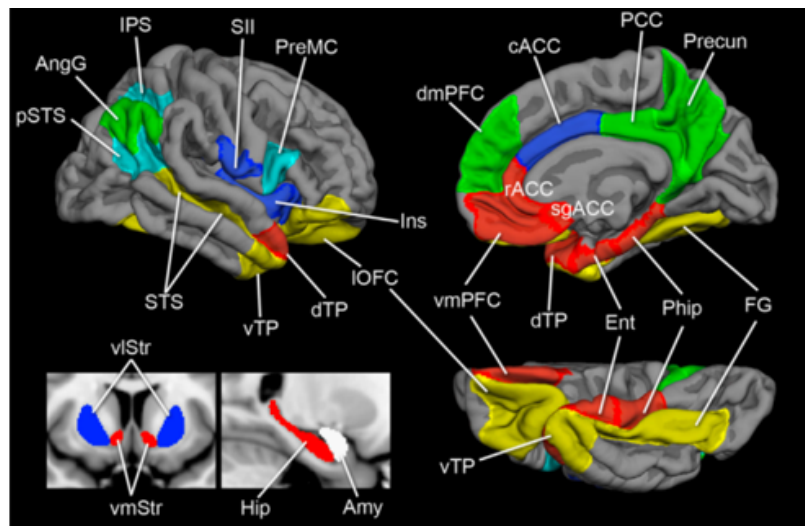 IPS
SII
PreMC
AngG
pSTS
Ins
lOFC
STS
vTP
dTP
PCC
cACC
Precun
dmPFC
rACC
sgACC
vmPFC
dTP
Ent
Phip
FG
vTP
vlStr
vmStr
Hip
Amy